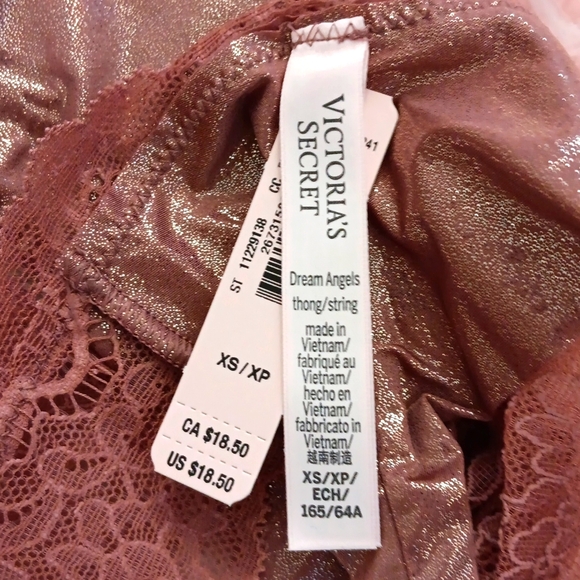 VICTORIA'S
SECRET
Dream Angels
thong/string
made in
Vietnam/
fabriqué au
Vietnam/
hecho en
Vietnam/
fabbricato in
Vietnam/
越南制造
XS/XP/
ECH/
165/64A
ST 11229138 CC
XS/XP
CA $18.50
US $18.50